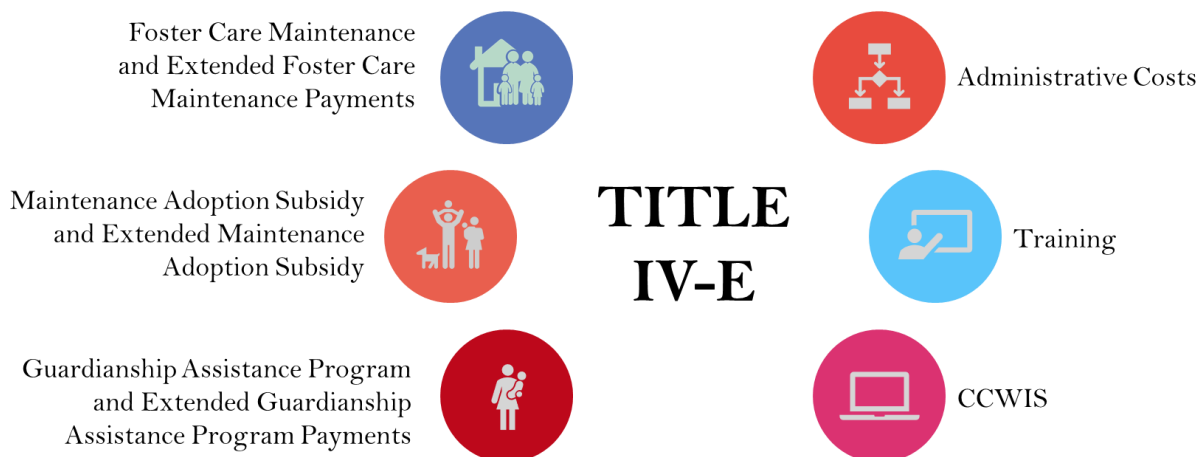 Foster Care Maintenance
and Extended Foster Care
Maintenance Payments
Maintenance Adoption Subsidy
and Extended Maintenance
Adoption Subsidy
Guardianship Assistance Program
and Extended Guardianship
Assistance Program Payments
TITLE
IV-E
Administrative Costs
Training
CCWIS